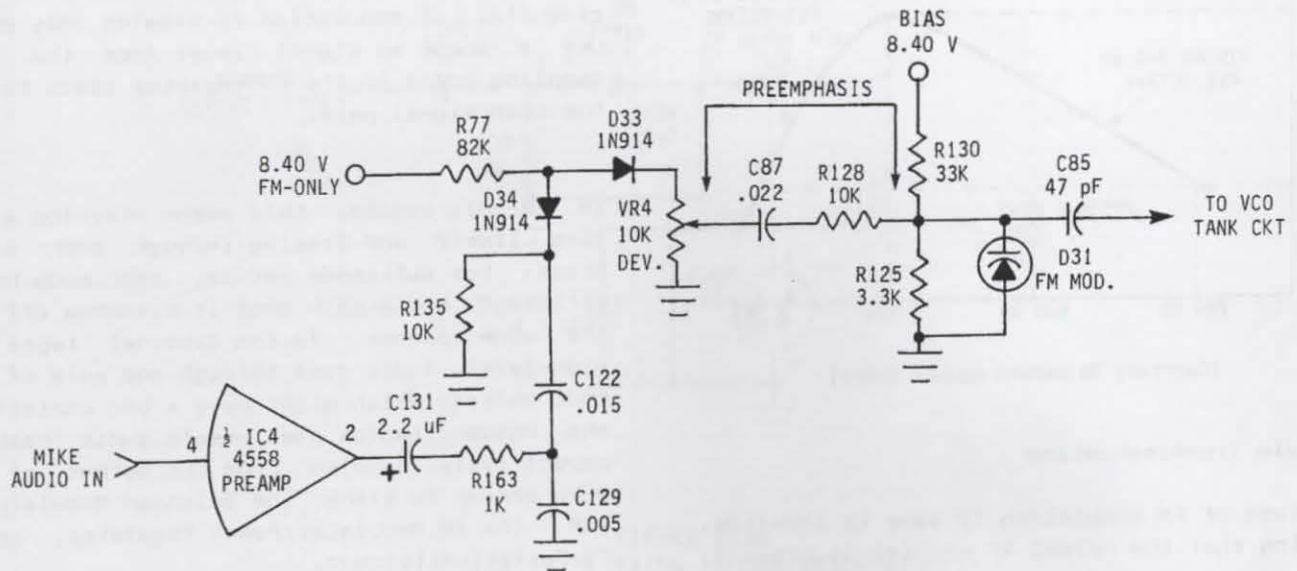 BIAS
8.40 V
PREEMPHASIS
R77
82K
D33
1N914
8.40 V
FM-ONLY
D34
1N914
VR4
10K
DEV.
C87
.022
R128
10K
R130
33K
C85
47 pF
TO VCO
TANK CKT
R125
3.3K
D31
FM MOD.
R135
10K
C122
.015
C131
2.2 uF
4
½ IC4
4558
PREAMP
2
+
MIKE
AUDIO IN
R163
1K
C129
.005